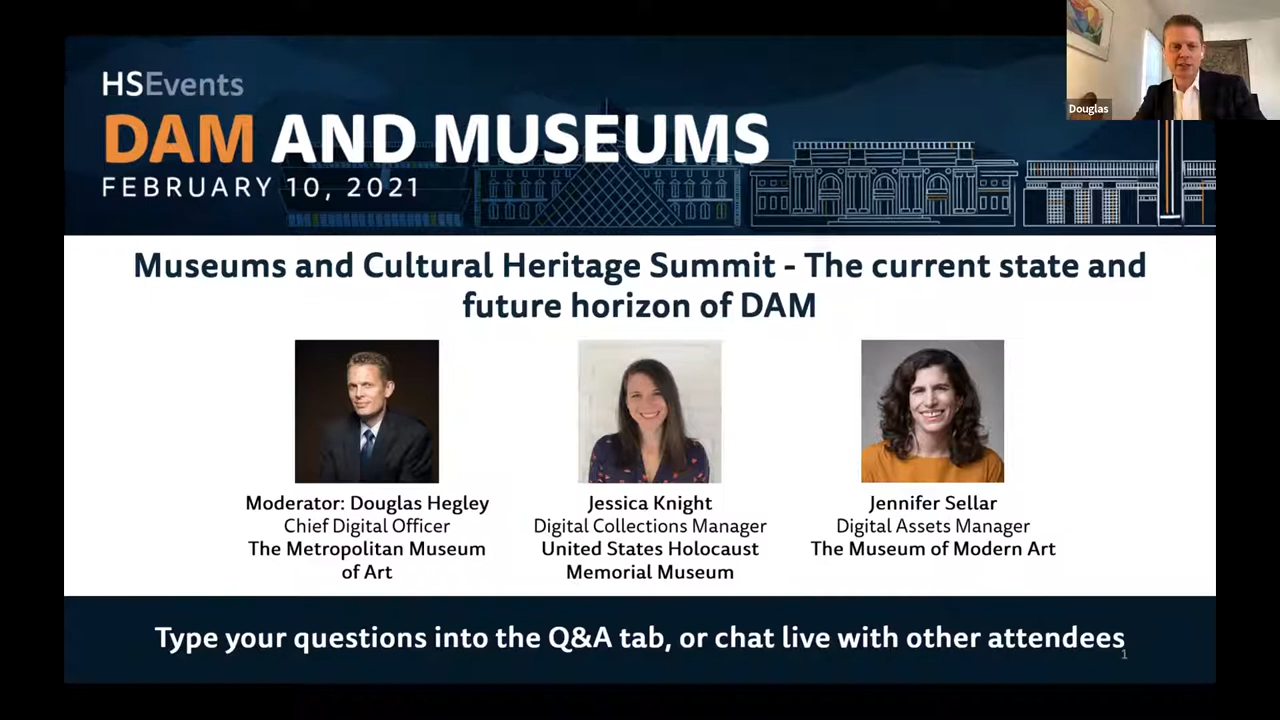 HSEvents
DAM AND MUSEUMS
FEBRUARY 10, 2021
Douglas
Museums and Cultural Heritage Summit - The current state and
future horizon of DAM
Moderator: Douglas Hegley
Chief Digital Officer
The Metropolitan Museum
of Art
Jessica Knight
Digital Collections Manager
United States Holocaust
Memorial Museum
Jennifer Sellar
Digital Assets Manager
The Museum of Modern Art
Type your questions into the Q&A tab, or chat live with other attendees
1